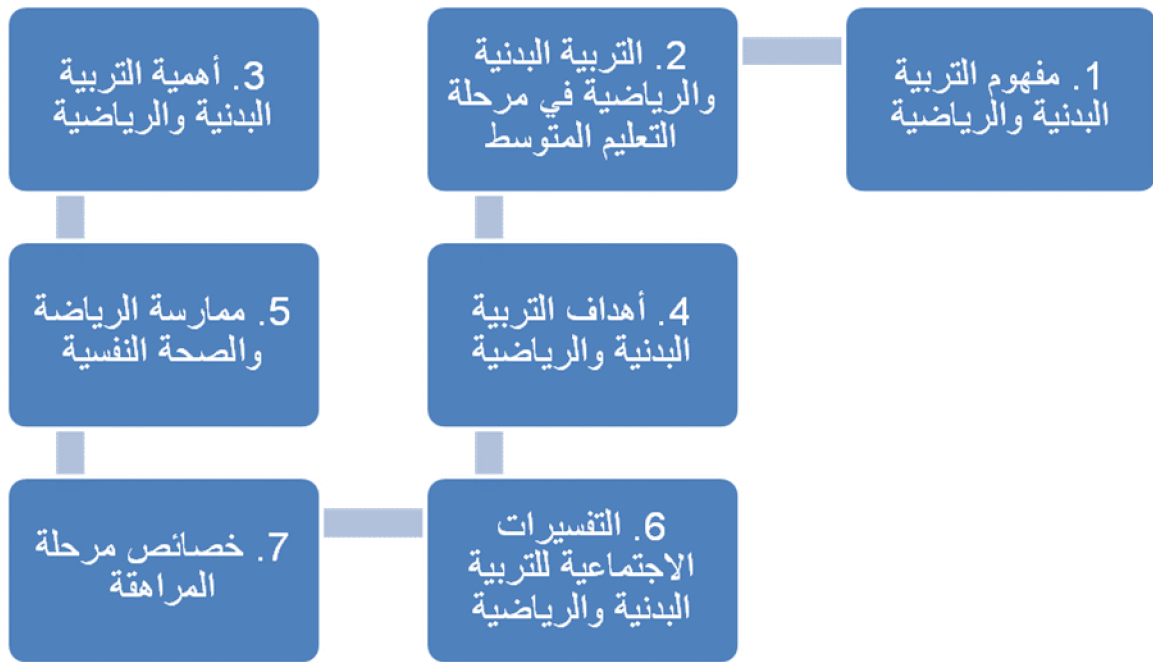 1. مفهوم التربية
البدنية والرياضية
2. التربية البدنية
والرياضية في مرحلة
التعليم المتوسط
3. أهمية التربية
البدنية والرياضية
4. أهداف التربية
البدنية والرياضية
5. ممارسة الرياضة
والصحة النفسية
6. التفسيرات
الاجتماعية للتربية
البدنية والرياضية
7. خصائص مرحلة
المراهقة